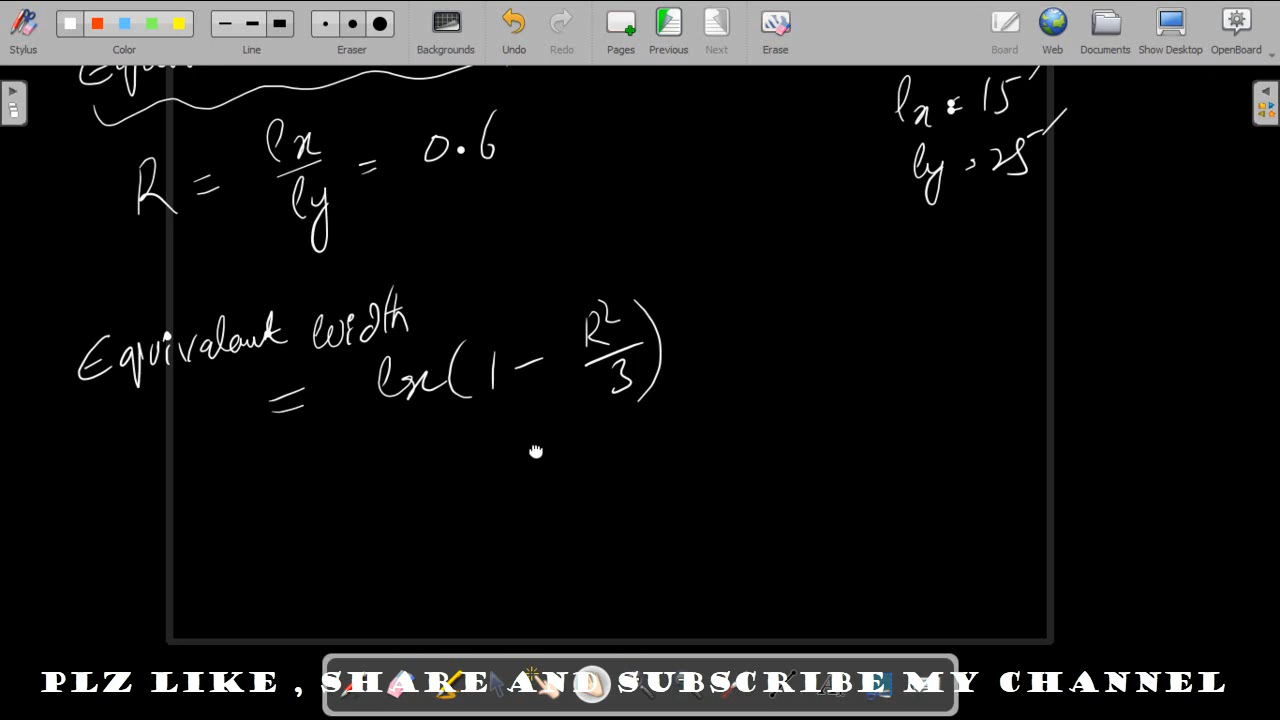 Stylus
Color
Line
Eraser
Backgrounds
Undo
Redo
Pages
Previous
Next
Erase
Board
Web
Documents
Show Desktop
OpenBoard
lx = 15'
ly = 25'
R = lx/ly = 0.6
Equivalent width
= lx(1 - R²/3)
PLZ LIKE , SHARE AND SUBSCRIBE MY CHANNEL